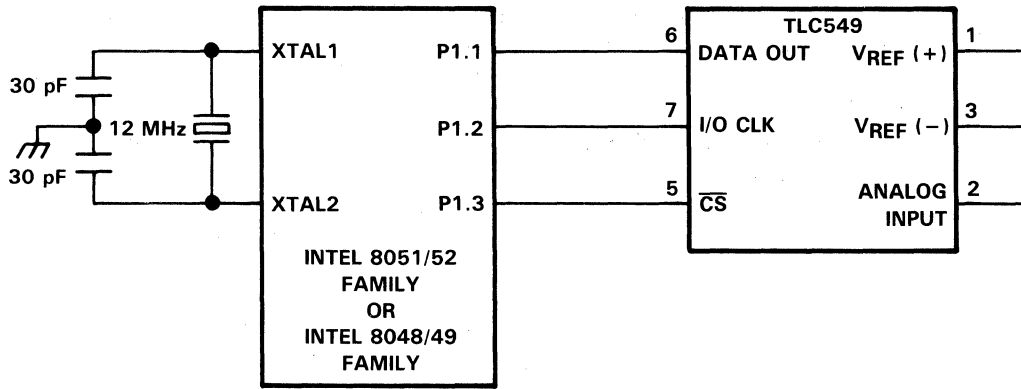 30 pF
30 pF
12 MHz
XTAL1
XTAL2
P1.1
P1.2
P1.3
INTEL 8051/52
FAMILY
OR
INTEL 8048/49
FAMILY
6
7
5
TLC549
DATA OUT
I/O CLK
CS
VREF (+)
VREF (−)
ANALOG
INPUT
1
3
2